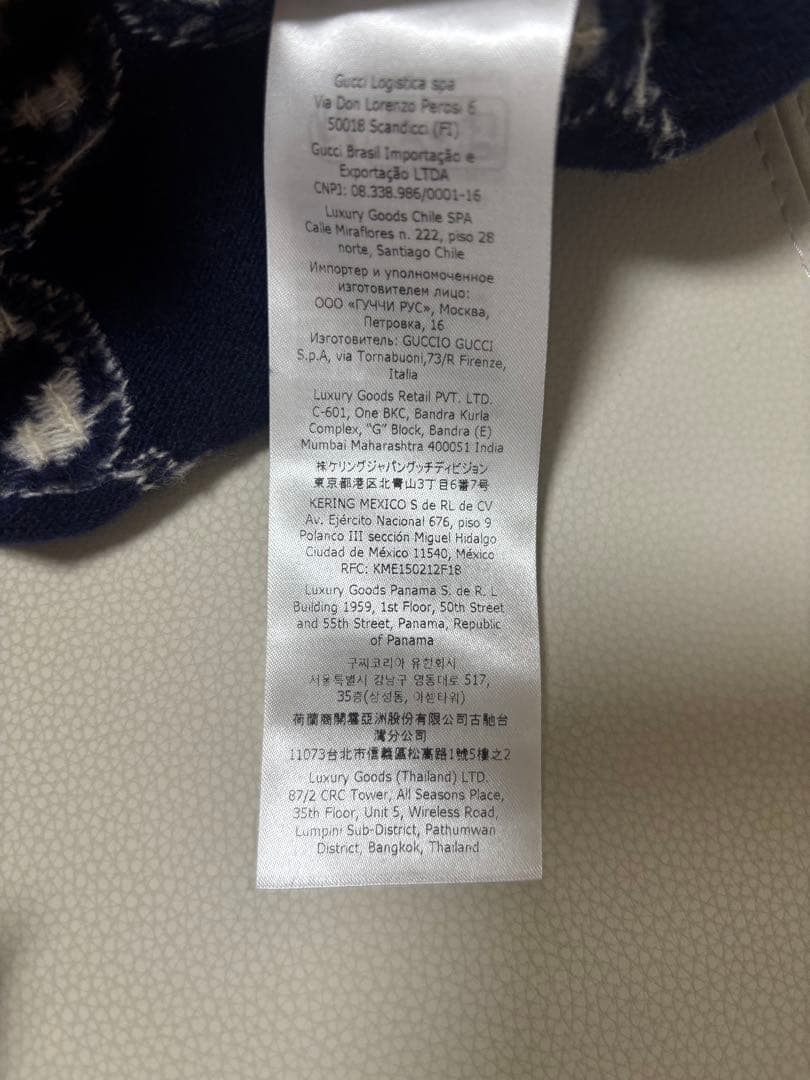 Gucci Logistica spa
Via Don Lorenzo Perosi 6
50018 Scandicci (FI)
Gucci Brasil Importação e
Exportação LTDA
CNPJ: 08.338.986/0001-16
Luxury Goods Chile SPA
Calle Miraflores n. 222, piso 28
norte, Santiago Chile
Импортер и уполномоченное
изготовителем лицо:
ООО «ГУЧЧИ РУС», Москва,
Петровка, 16
Изготовитель: GUCCIO GUCCI
S.p.A, via Tornabuoni,73/R Firenze,
Italia
Luxury Goods Retail PVT. LTD.
C-601, One BKC, Bandra Kurla
Complex, "G" Block, Bandra (E)
Mumbai Maharashtra 400051 India
㈱ケリングジャパングッチディビジョン
東京都港区北青山3丁目6番7号
KERING MEXICO S de RL de CV
Av. Ejército Nacional 676, piso 9
Polanco III sección Miguel Hidalgo
Ciudad de México 11540, México
RFC: KME150212F18
Luxury Goods Panama S. de R. L
Building 1959, 1st Floor, 50th Street
and 55th Street, Panama, Republic
of Panama
구찌코리아 유한회사
서울특별시 강남구 영동대로 517,
35층(삼성동, 아셈타워)
荷蘭商開雲亞洲股份有限公司古馳台
灣分公司
11073台北市信義區松高路1號5樓之2
Luxury Goods (Thailand) LTD.
87/2 CRC Tower, All Seasons Place,
35th Floor, Unit 5, Wireless Road,
Lumpini Sub-District, Pathumwan
District, Bangkok, Thailand